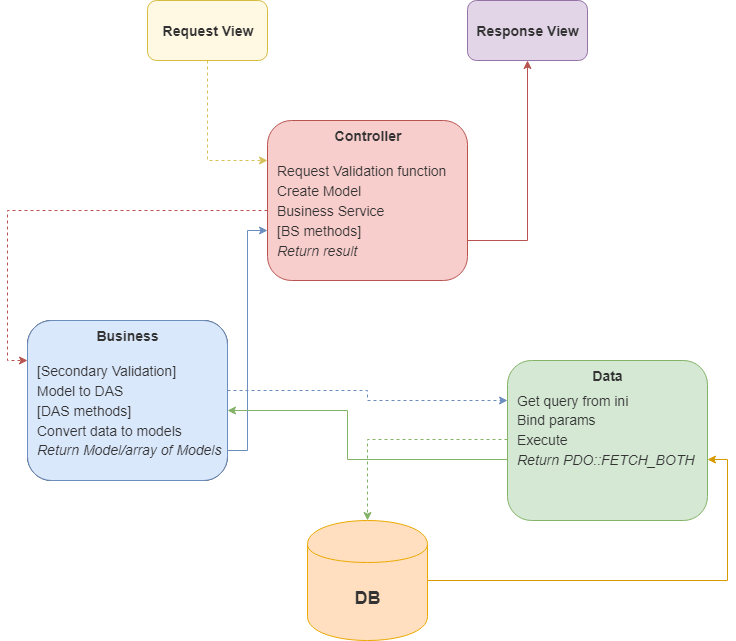 Request View
Response View
Controller
Request Validation function
Create Model
Business Service
[BS methods]
Return result
Business
[Secondary Validation]
Model to DAS
[DAS methods]
Convert data to models
Return Model/array of Models
Data
Get query from ini
Bind params
Execute
Return PDO::FETCH_BOTH
DB